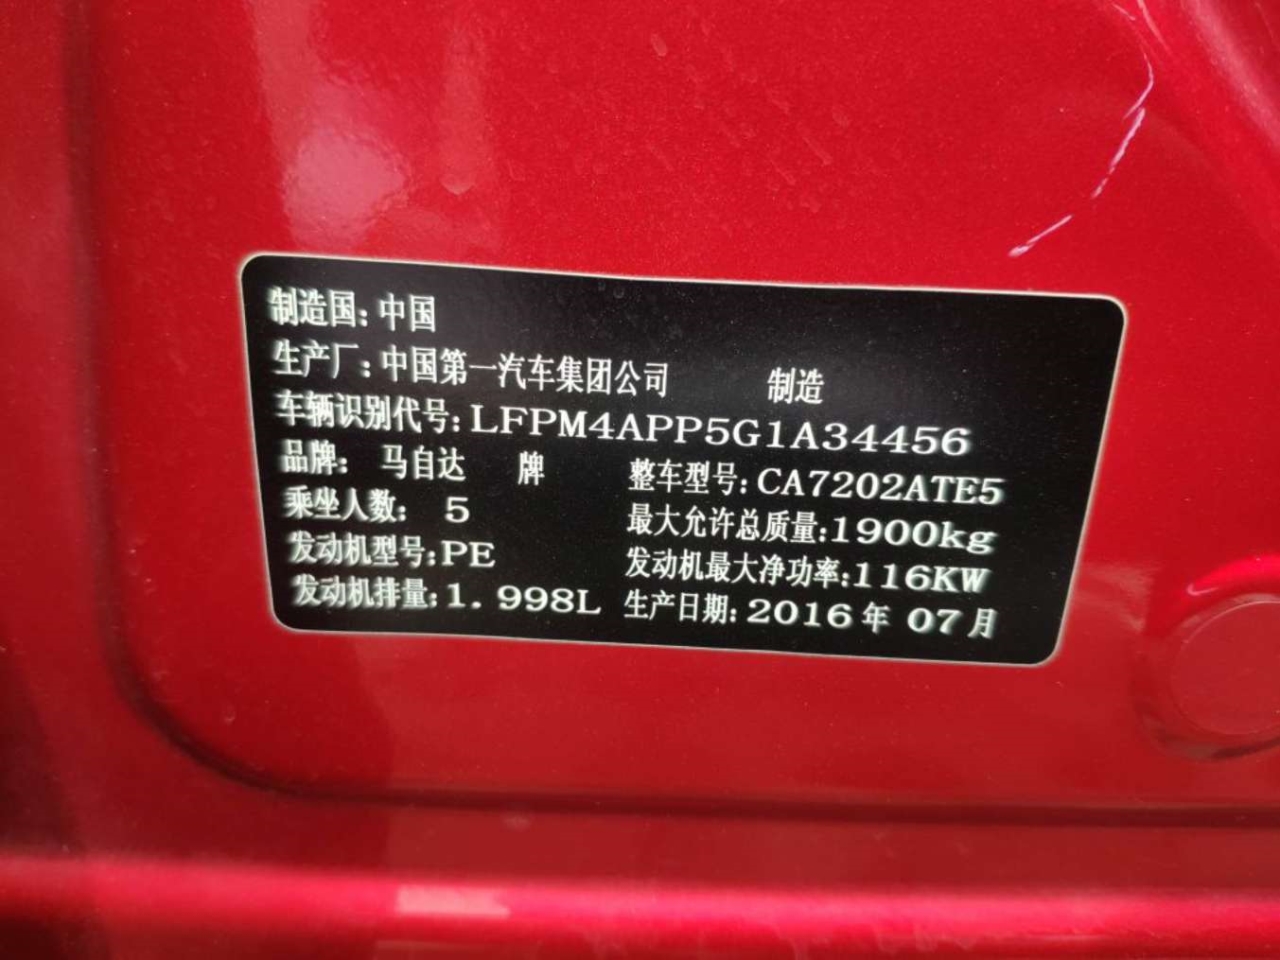 制造国：中国
生产厂：中国第一汽车集团公司 制造
车辆识别代号：LFPM4APP5G1A34456
品牌： 马自达 牌 整车型号：CA7202ATE5
乘坐人数： 5 最大允许总质量：1900kg
发动机型号：PE 发动机最大净功率：116KW
发动机排量：1.998L 生产日期：2016年 07月